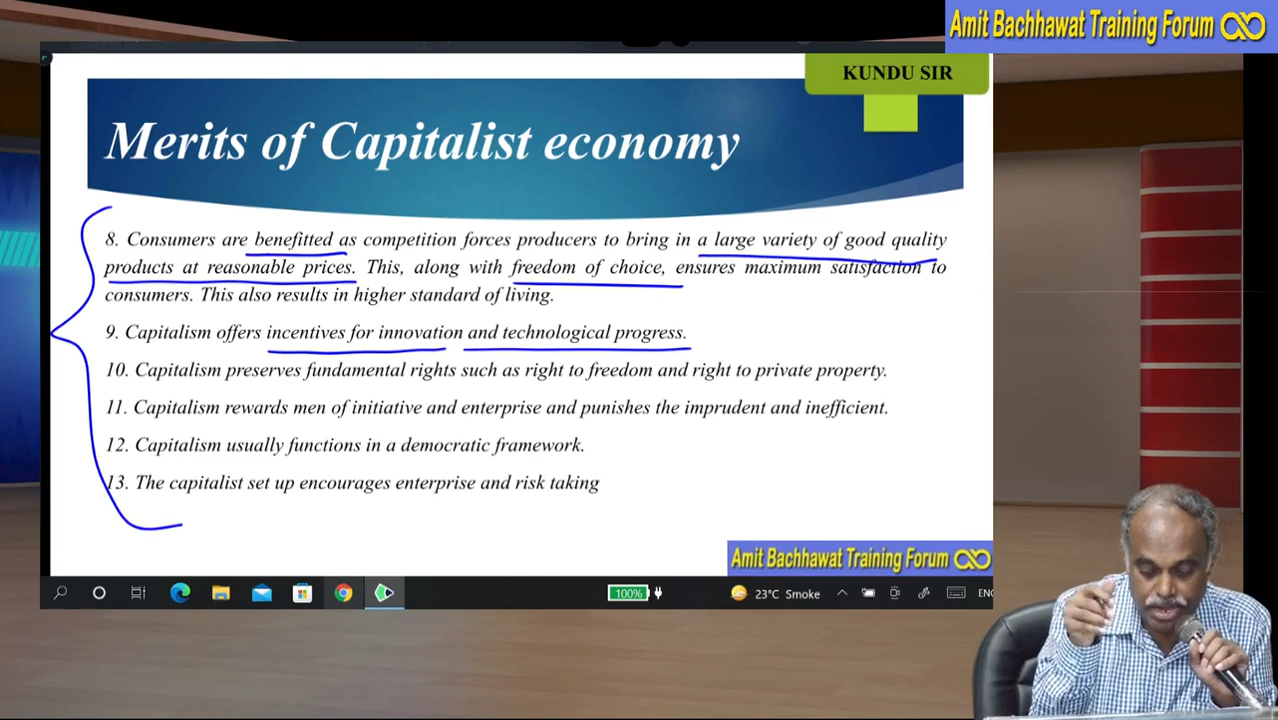 Amit Bachhawat Training Forum
KUNDU SIR
Merits of Capitalist economy
8. Consumers are benefitted as competition forces producers to bring in a large variety of good quality
products at reasonable prices. This, along with freedom of choice, ensures maximum satisfaction to
consumers. This also results in higher standard of living.
9. Capitalism offers incentives for innovation and technological progress.
10. Capitalism preserves fundamental rights such as right to freedom and right to private property.
11. Capitalism rewards men of initiative and enterprise and punishes the imprudent and inefficient.
12. Capitalism usually functions in a democratic framework.
13. The capitalist set up encourages enterprise and risk taking
Amit Bachhawat Training Forum
100% 23°C Smoke ENG